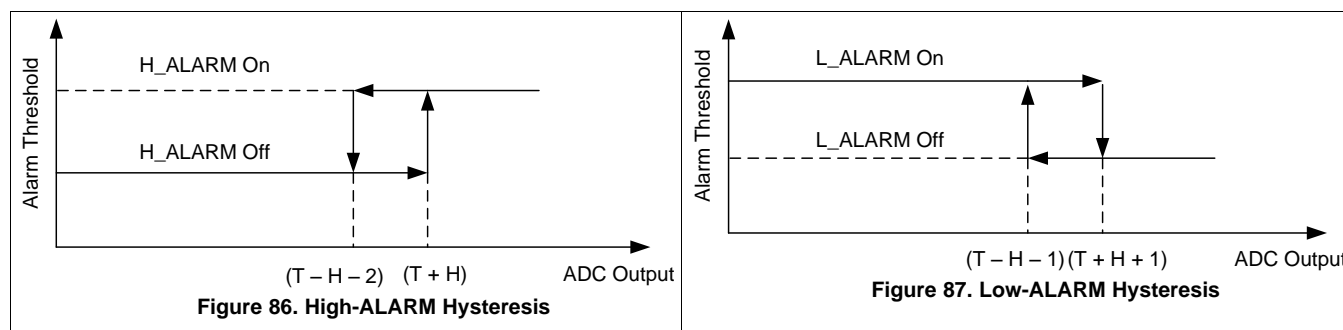 Alarm Threshold
H_ALARM On
H_ALARM Off
(T – H – 2)
(T + H)
ADC Output
Figure 86. High-ALARM Hysteresis
Alarm Threshold
L_ALARM On
L_ALARM Off
(T – H – 1)
(T + H + 1)
ADC Output
Figure 87. Low-ALARM Hysteresis